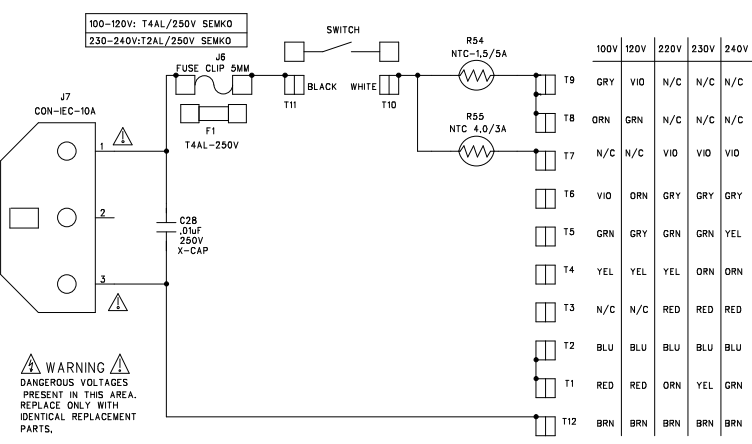 100-120V: T4AL/250V SEMKO
230-240V:T2AL/250V SEMKO
J6
FUSE CLIP 5MM
F1
T4AL-250V
SWITCH
BLACK
WHITE
T11
T10
R54
NTC-1,5/5A
R55
NTC 4,0/3A
J7
CON-IEC-10A
1
2
3
C28
.01uF
250V
X-CAP
100V 120V 220V 230V 240V
T9 GRY VIO N/C N/C N/C
T8 ORN GRN N/C N/C N/C
T7 N/C N/C VIO VIO VIO
T6 VIO ORN GRY GRY GRY
T5 GRN GRY GRN GRN YEL
T4 YEL YEL YEL ORN ORN
T3 N/C N/C RED RED RED
T2 BLU BLU BLU BLU BLU
T1 RED RED ORN YEL GRN
T12 BRN BRN BRN BRN BRN
WARNING
DANGEROUS VOLTAGES
PRESENT IN THIS AREA.
REPLACE ONLY WITH
IDENTICAL REPLACEMENT
PARTS.